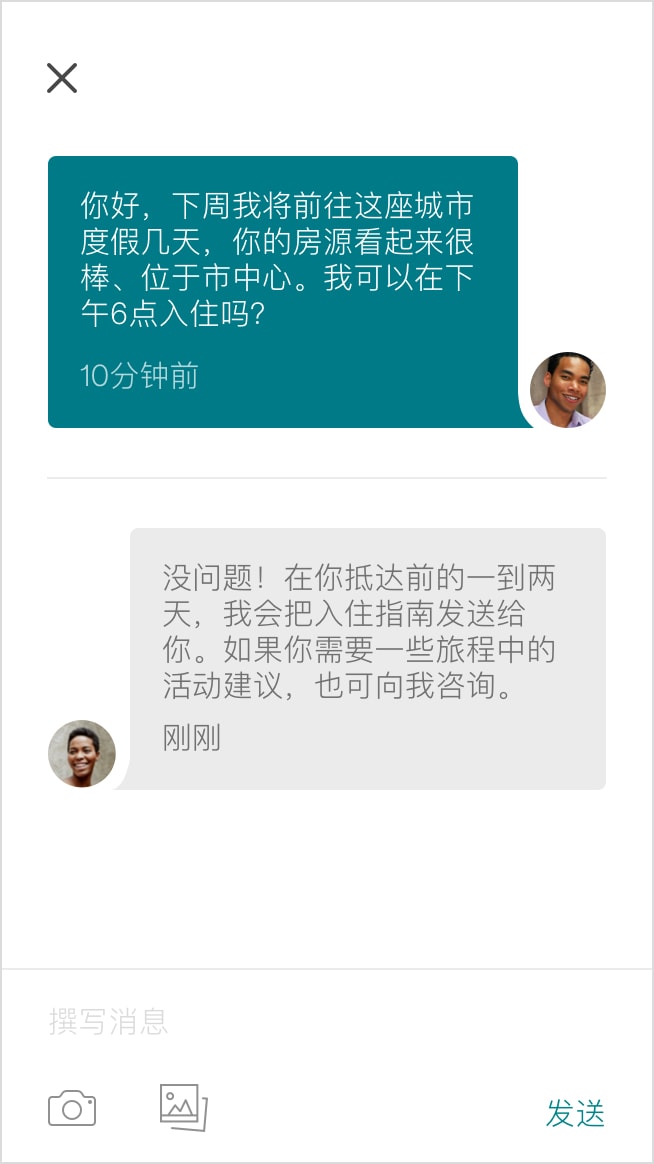 你好，下周我将前往这座城市
度假几天，你的房源看起来很
棒、位于市中心。我可以在下
午6点入住吗？
10分钟前
没问题！在你抵达前的一到两
天，我会把入住指南发送给
你。如果你需要一些旅程中的
活动建议，也可向我咨询。
刚刚
撰写消息
发送